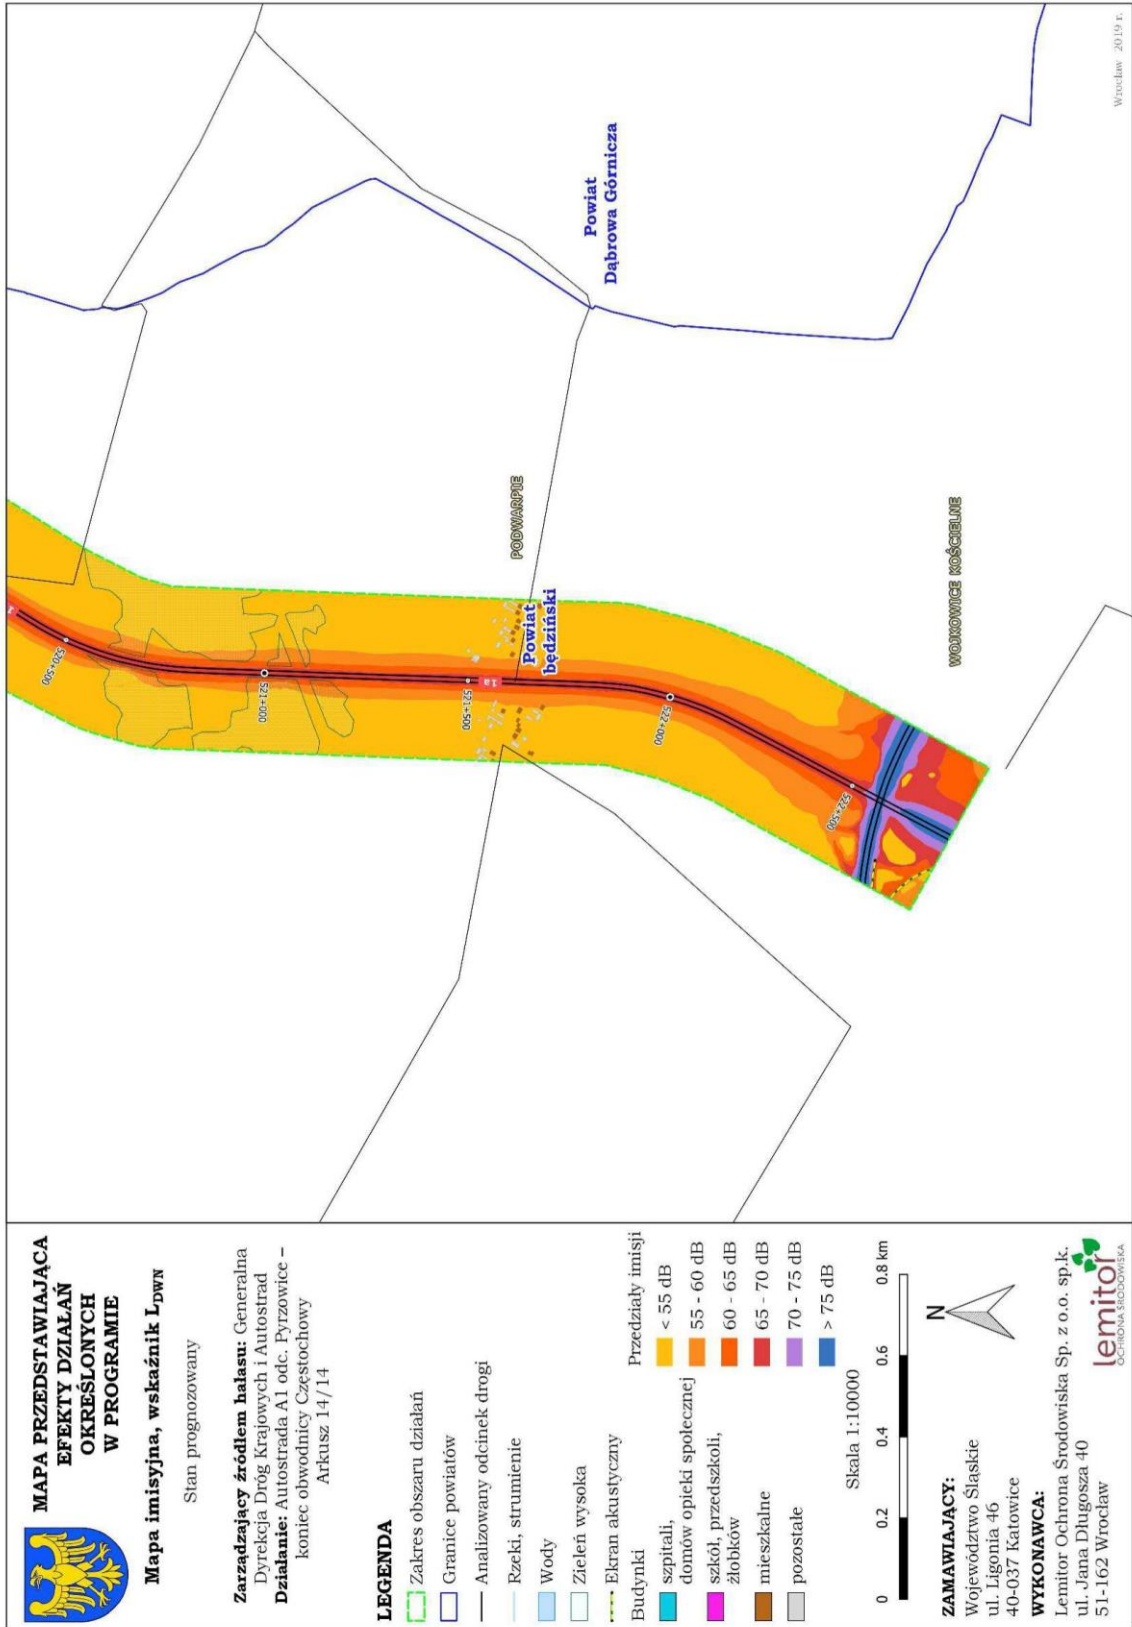 MAPA PRZEDSTAWIAJĄCA
EFEKTY DZIAŁAŃ
OKREŚLONYCH
W PROGRAMIE
Mapa imisyjna, wskaźnik LDWN
Stan prognozowany
Zarządzający źródłem hałasu: Generalna
Dyrekcja Dróg Krajowych i Autostrad
Działanie: Autostrada A1 odc. Pyrzowice –
koniec obwodnicy Częstochowy
Arkusz 14/14
LEGENDA
Zakres obszaru działań
Granice powiatów
Analizowany odcinek drogi
Rzeki, strumienie
Wody
Zieleń wysoka
Ekran akustyczny
Budynki
szpitali,
domów opieki społecznej
szkół, przedszkoli,
żłobków
mieszkalne
pozostałe
Przedziały imisji
< 55 dB
55 - 60 dB
60 - 65 dB
65 - 70 dB
70 - 75 dB
> 75 dB
Skala 1:10000
0 0.2 0.4 0.6 0.8 km
N
ZAMAWIAJĄCY:
Województwo Śląskie
ul. Ligonia 46
40-037 Katowice
WYKONAWCA:
Lemitor Ochrona Środowiska Sp. z o.o. sp.k.
ul. Jana Długosza 40
51-162 Wrocław
lemitor
OCHRONA ŚRODOWISKA
520+500
521+000
521+500
522+000
522+500
Powiat
będziński
PODWARPIE
Powiat
Dąbrowa Górnicza
WOJKOWICE KOŚCIELNE
Wrocław 2019 r.